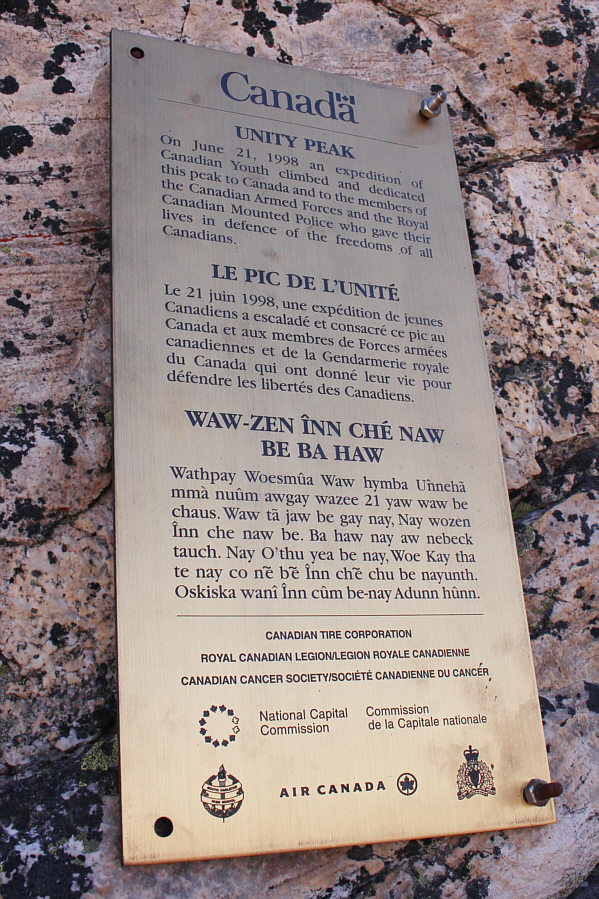 Canada
UNITY PEAK
On June 21, 1998 an expedition of
Canadian Youth climbed and dedicated
this peak to Canada and to the members of
the Canadian Armed Forces and the Royal
Canadian Mounted Police who gave their
lives in defence of the freedoms of all
Canadians.
LE PIC DE L'UNITÉ
Le 21 juin 1998, une expédition de jeunes
Canadiens a escaladé et consacré ce pic au
Canada et aux membres de Forces armées
canadiennes et de la Gendarmerie royale
du Canada qui ont donné leur vie pour
défendre les libertés des Canadiens.
WAW-ZEN ÎNN CHÉ NAW
BE BA HAW
Wathpay Woesmûa Waw hymba Uînnehã
mmà nuûm awgay wazee 21 yaw waw be
chaus. Waw tã jaw be gay nay, Nay wozen
Înn che naw be. Ba haw nay aw nebeck
tauch. Nay O'thu yea be nay, Woe Kay tha
te nay co nẽ bẽ Înn chẽ chu be nayunth.
Oskiska wanî Înn cûm be-nay Adunn hûnn.
CANADIAN TIRE CORPORATION
ROYAL CANADIAN LEGION/LEGION ROYALE CANADIENNE
CANADIAN CANCER SOCIETY/SOCIÉTÉ CANADIENNE DU CANCER
National Capital
Commission
Commission
de la Capitale nationale
AIR CANADA